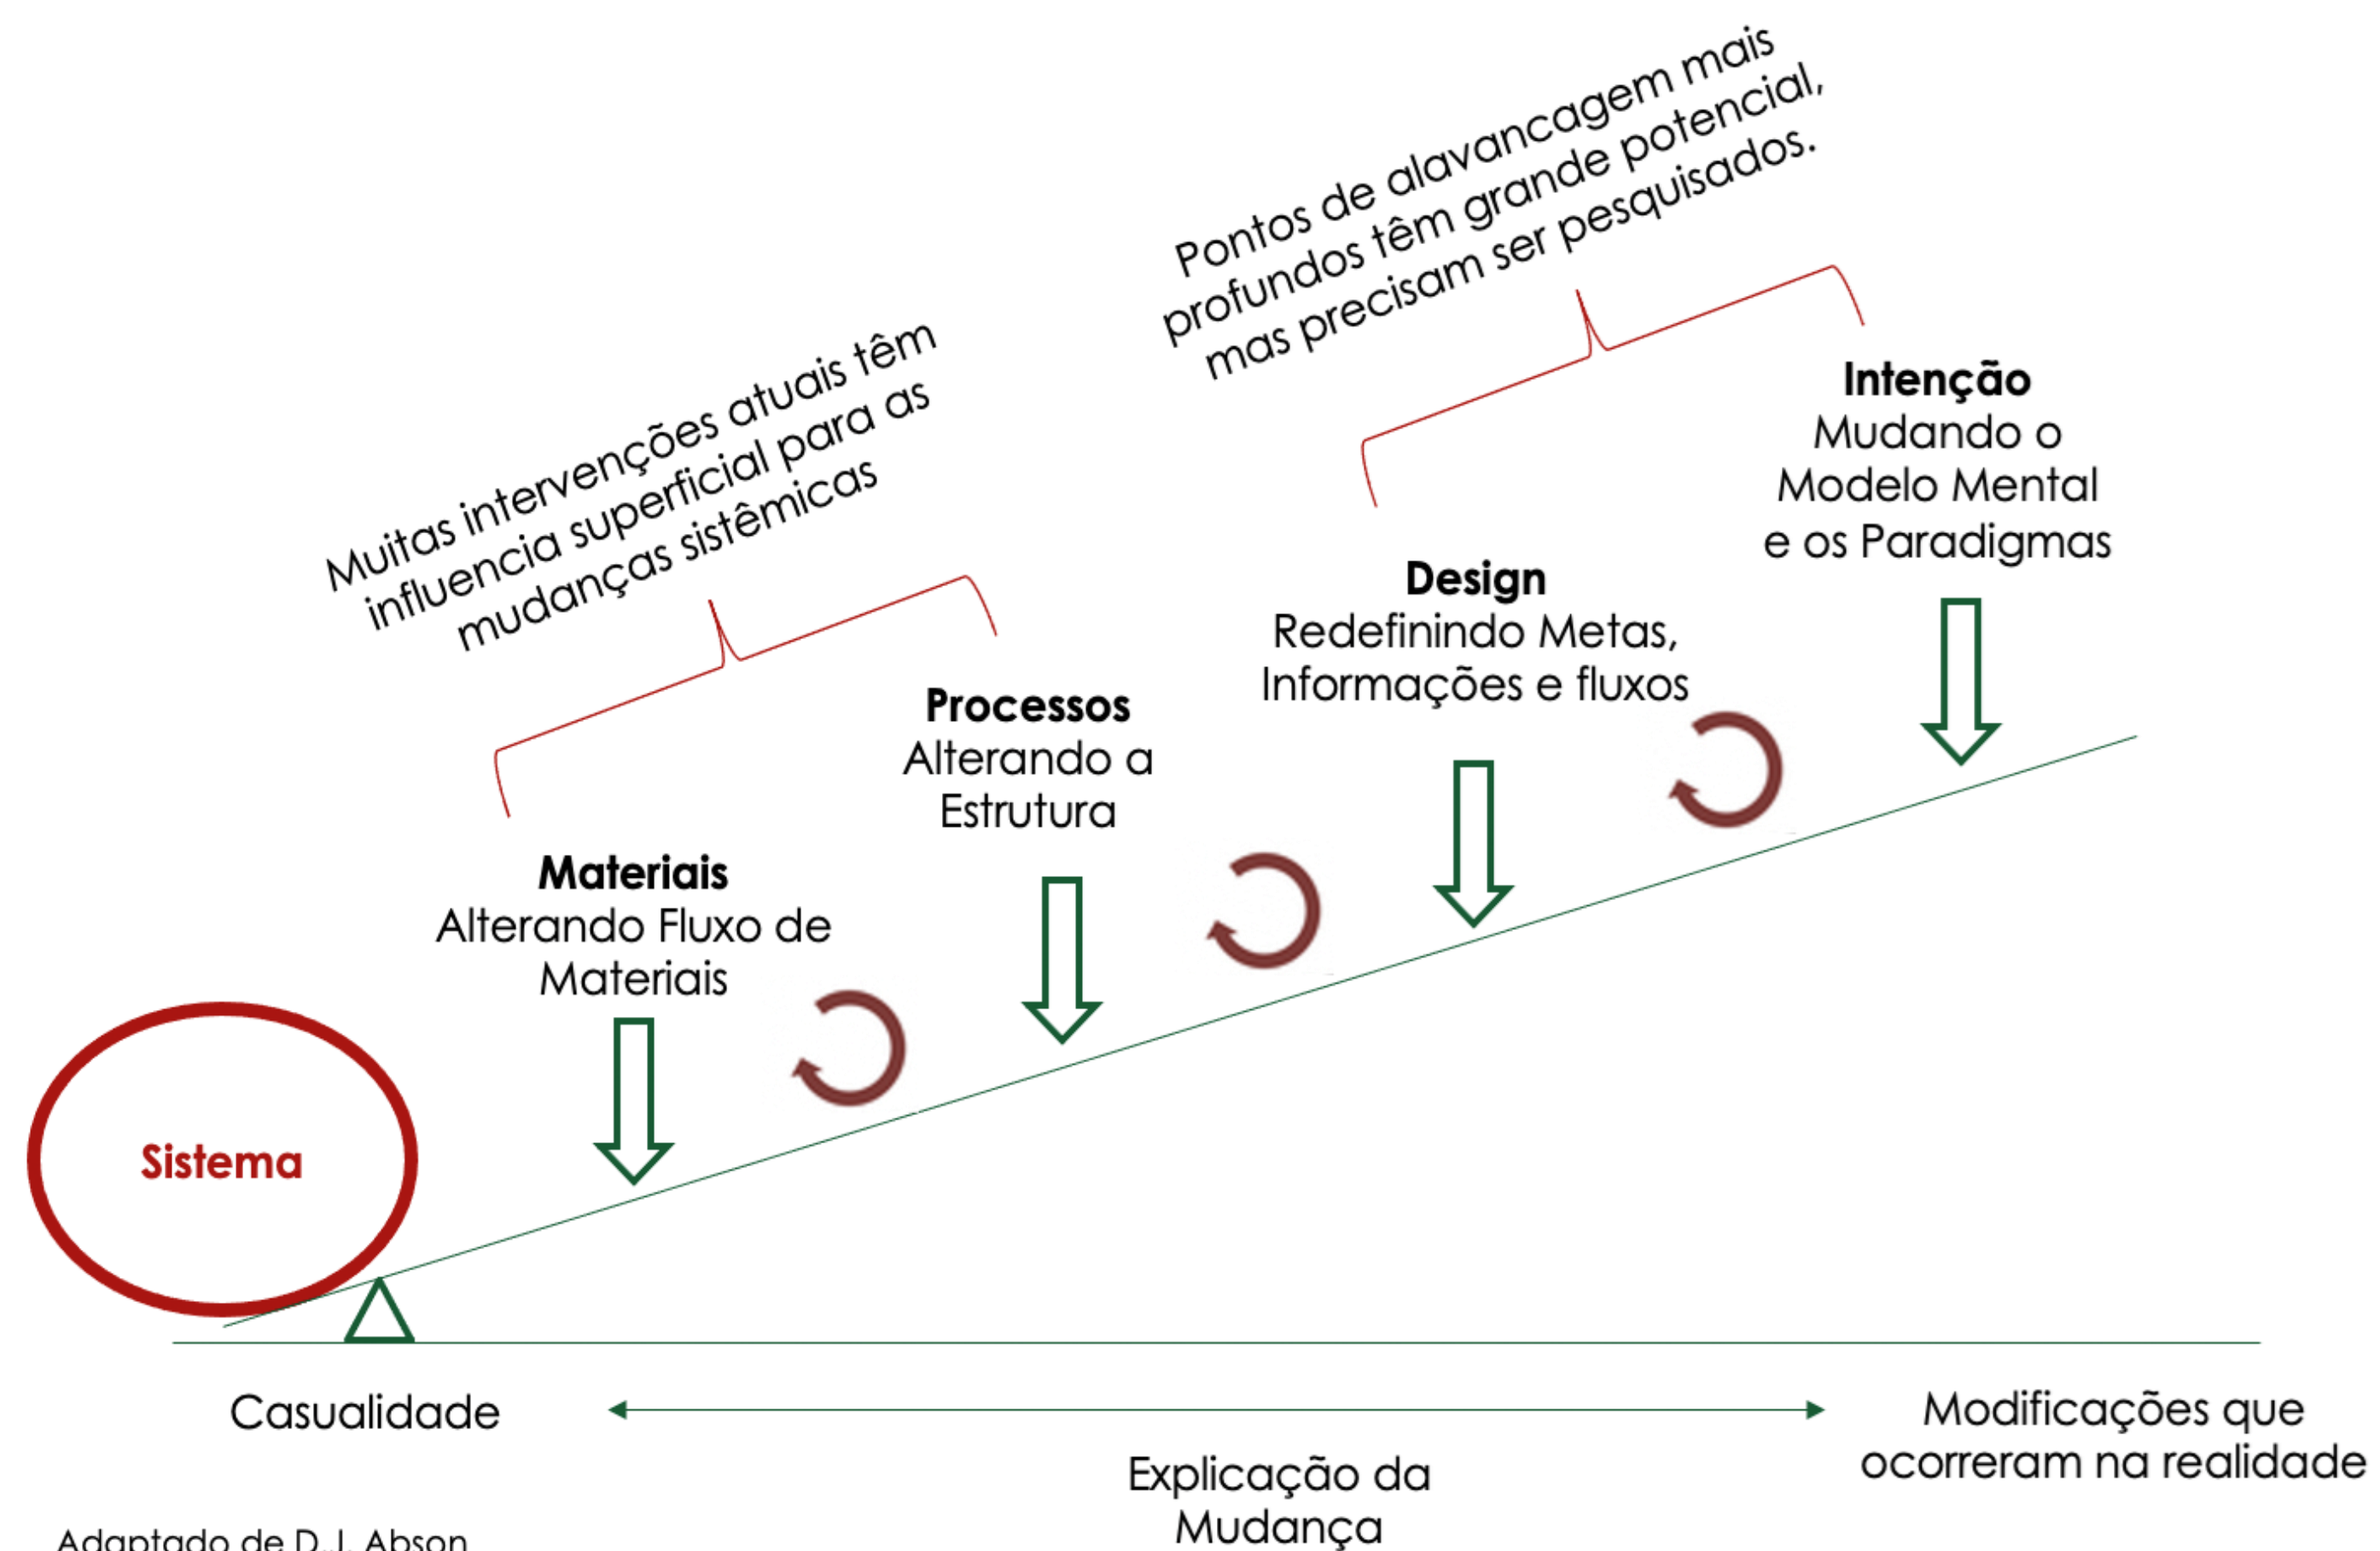 Pontos de alavancagem mais
profundos têm grande potencial,
mas precisam ser pesquisados.
Muitas intervenções atuais têm
influencia superficial para as
mudanças sistêmicas
Intenção
Mudando o
Modelo Mental
e os Paradigmas
Design
Redefinindo Metas,
Informações e fluxos
Processos
Alterando a
Estrutura
Materiais
Alterando Fluxo de
Materiais
Sistema
Casualidade
Explicação da
Mudança
Modificações que
ocorreram na realidade
Adaptado de D.J. Abson